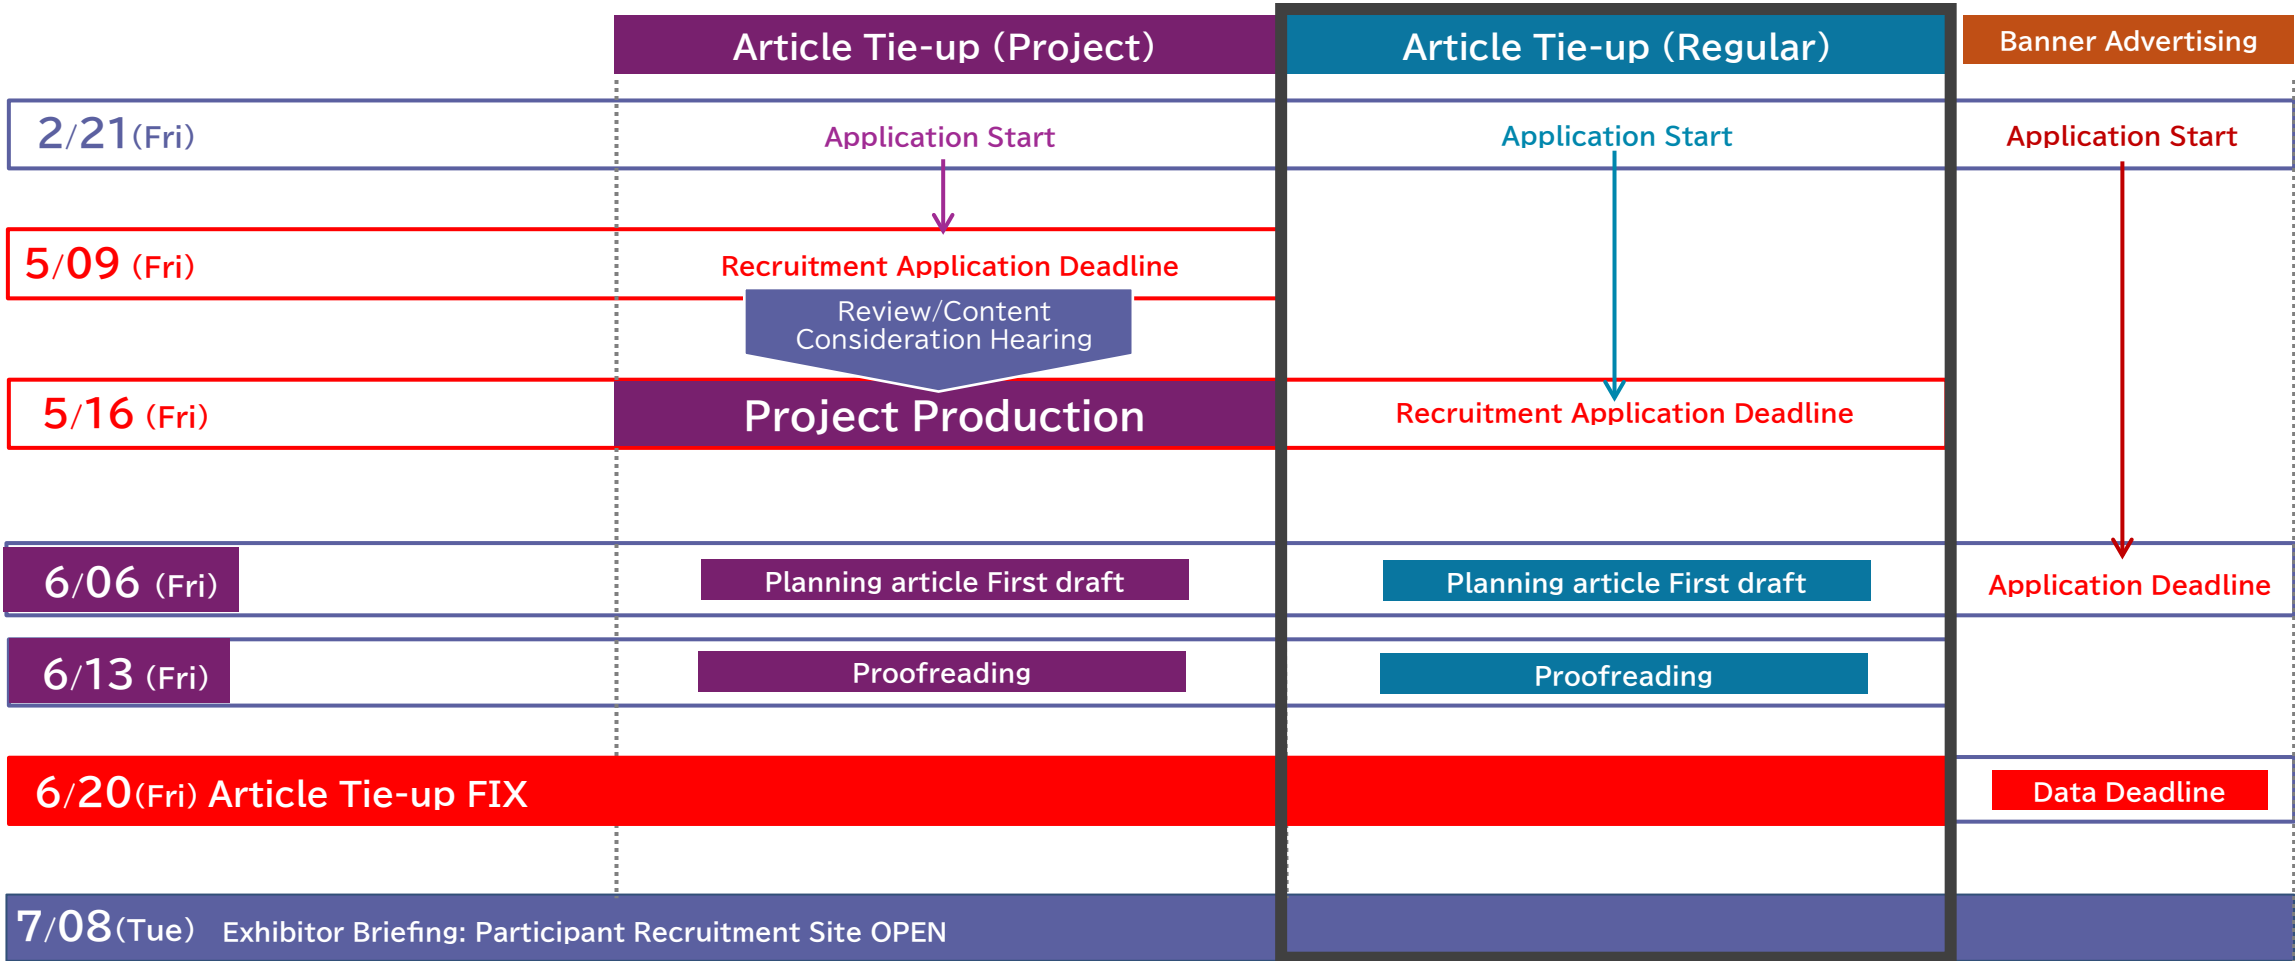 Article Tie-up (Project)
Article Tie-up (Regular)
Banner Advertising
2/21(Fri)
Application Start
Application Start
Application Start
5/09 (Fri)
Recruitment Application Deadline
Review/Content
Consideration Hearing
5/16 (Fri)
Project Production
Recruitment Application Deadline
6/06 (Fri)
Planning article First draft
Planning article First draft
Application Deadline
6/13 (Fri)
Proofreading
Proofreading
6/20(Fri) Article Tie-up FIX
Data Deadline
7/08(Tue) Exhibitor Briefing: Participant Recruitment Site OPEN